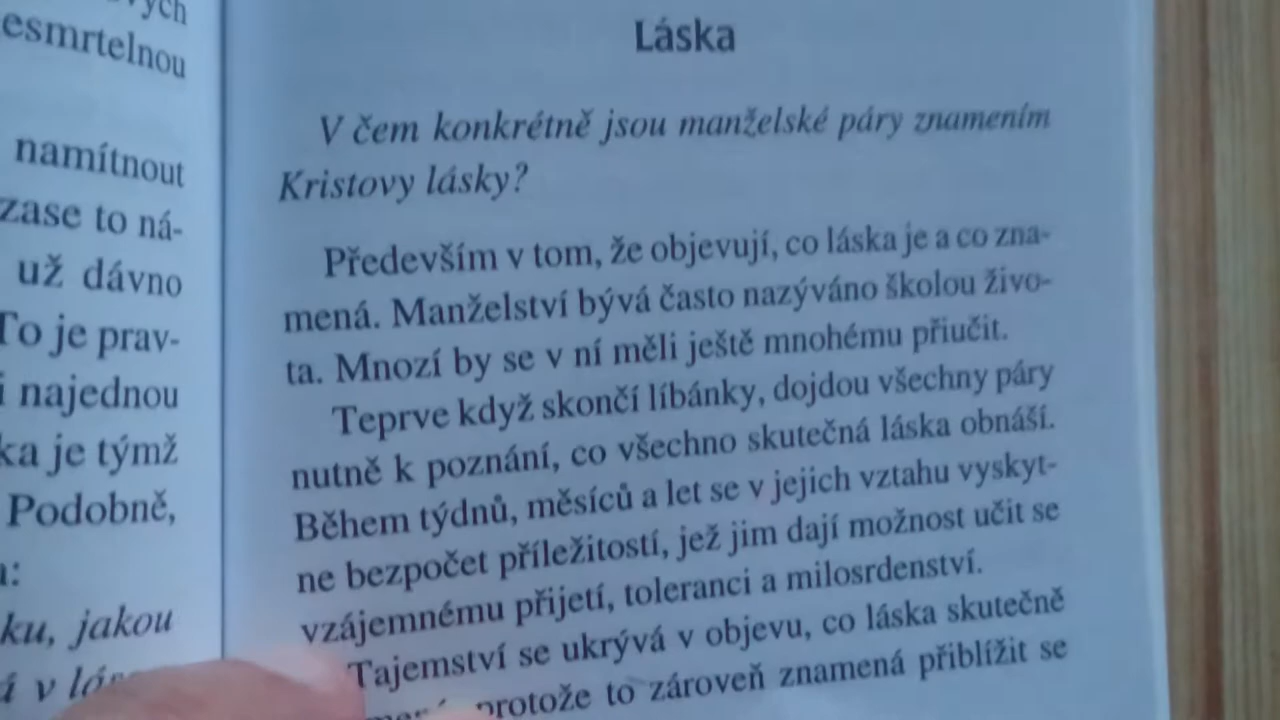 esmrtelnou
namítnout
zase to ná-
už dávno
To je prav-
najednou
ka je týmž
Podobně,
ku, jakou
v
Láska
V čem konkrétně jsou manželské páry znamením
Kristovy lásky?
Především v tom, že objevují, co láska je a co zna-
mená. Manželství bývá často nazýváno školou živo-
ta. Mnozí by se v ní měli ještě mnohému přiučit.
Teprve když skončí líbánky, dojdou všechny páry
nutně k poznání, co všechno skutečná láska obnáší.
Během týdnů, měsíců a let se v jejich vztahu vyskyt-
ne bezpočet příležitostí, jež jim dají možnost učit se
vzájemnému přijetí, toleranci a milosrdenství.
Tajemství se ukrývá v objevu, co láska skutečně
protože to zároveň znamená přiblížit se